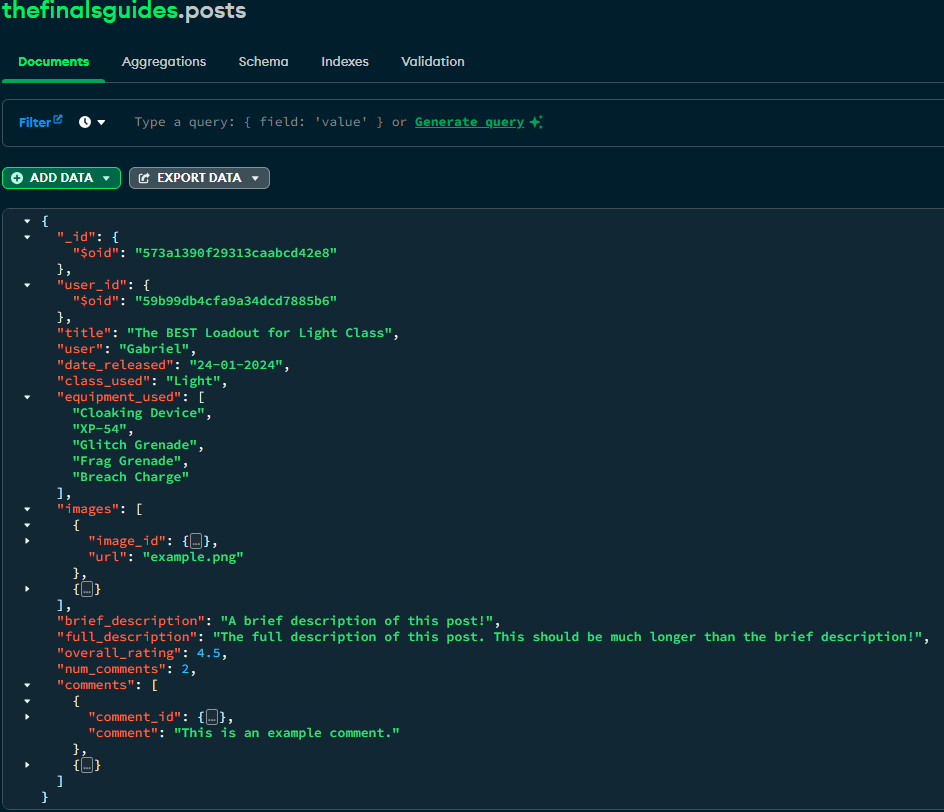 thefinalsguides.posts
Documents Aggregations Schema Indexes Validation
Filter Type a query: { field: 'value' } or Generate query
ADD DATA EXPORT DATA
{
"_id": {
"$oid": "573a1390f29313caabcd42e8"
},
"user_id": {
"$oid": "59b99db4cfa9a34dcd7885b6"
},
"title": "The BEST Loadout for Light Class",
"user": "Gabriel",
"date_released": "24-01-2024",
"class_used": "Light",
"equipment_used": [
"Cloaking Device",
"XP-54",
"Glitch Grenade",
"Frag Grenade",
"Breach Charge"
],
"images": [
{
"image_id": {…},
"url": "example.png"
},
{…}
],
"brief_description": "A brief description of this post!",
"full_description": "The full description of this post. This should be much longer than the brief description!",
"overall_rating": 4.5,
"num_comments": 2,
"comments": [
{
"comment_id": {…},
"comment": "This is an example comment."
},
{…}
]
}